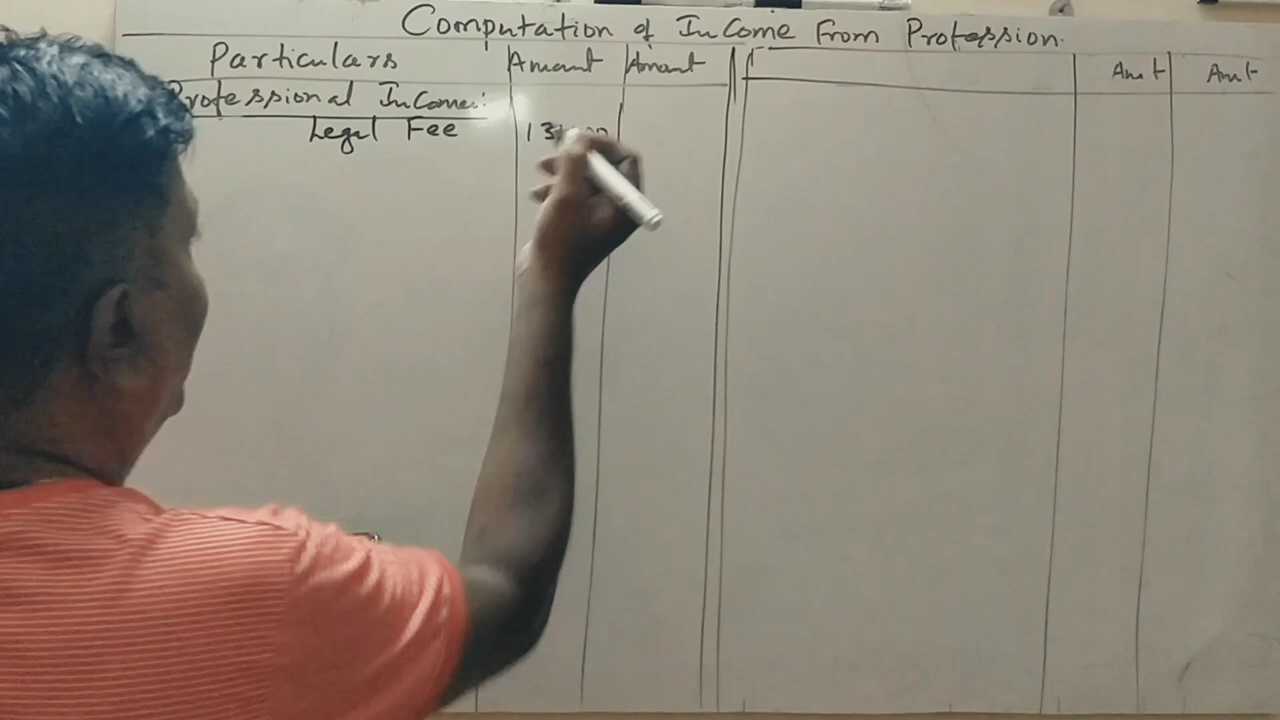 Computation of Income From Profession.
Particulars Amount Amount Amt Amt
Professional Income:
Legal Fee